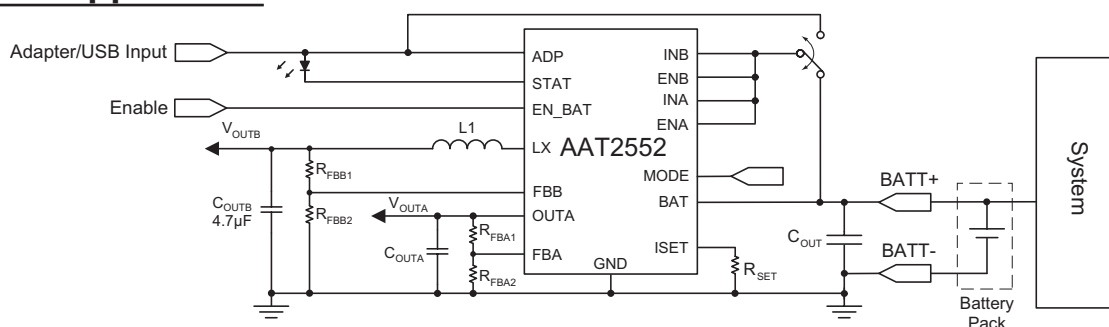 Adapter/USB Input
Enable
ADP
STAT
EN_BAT
LX
FBB
OUTA
FBA
AAT2552
GND
INB
ENB
INA
ENA
MODE
BAT
ISET
L1
VOUTB
RFBB1
RFBB2
COUTB
4.7µF
VOUTA
RFBA1
RFBA2
COUTA
RSET
COUT
BATT+
BATT-
Battery
Pack
System